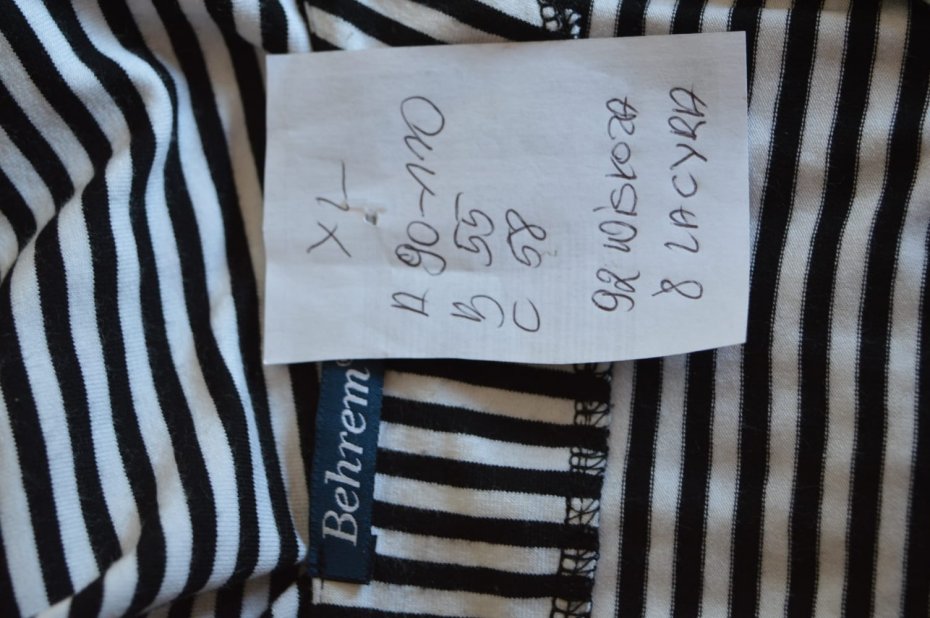 XL
A 90-110
B 55
C 58
92 WISKOZA
8 LACYRA
Behrem